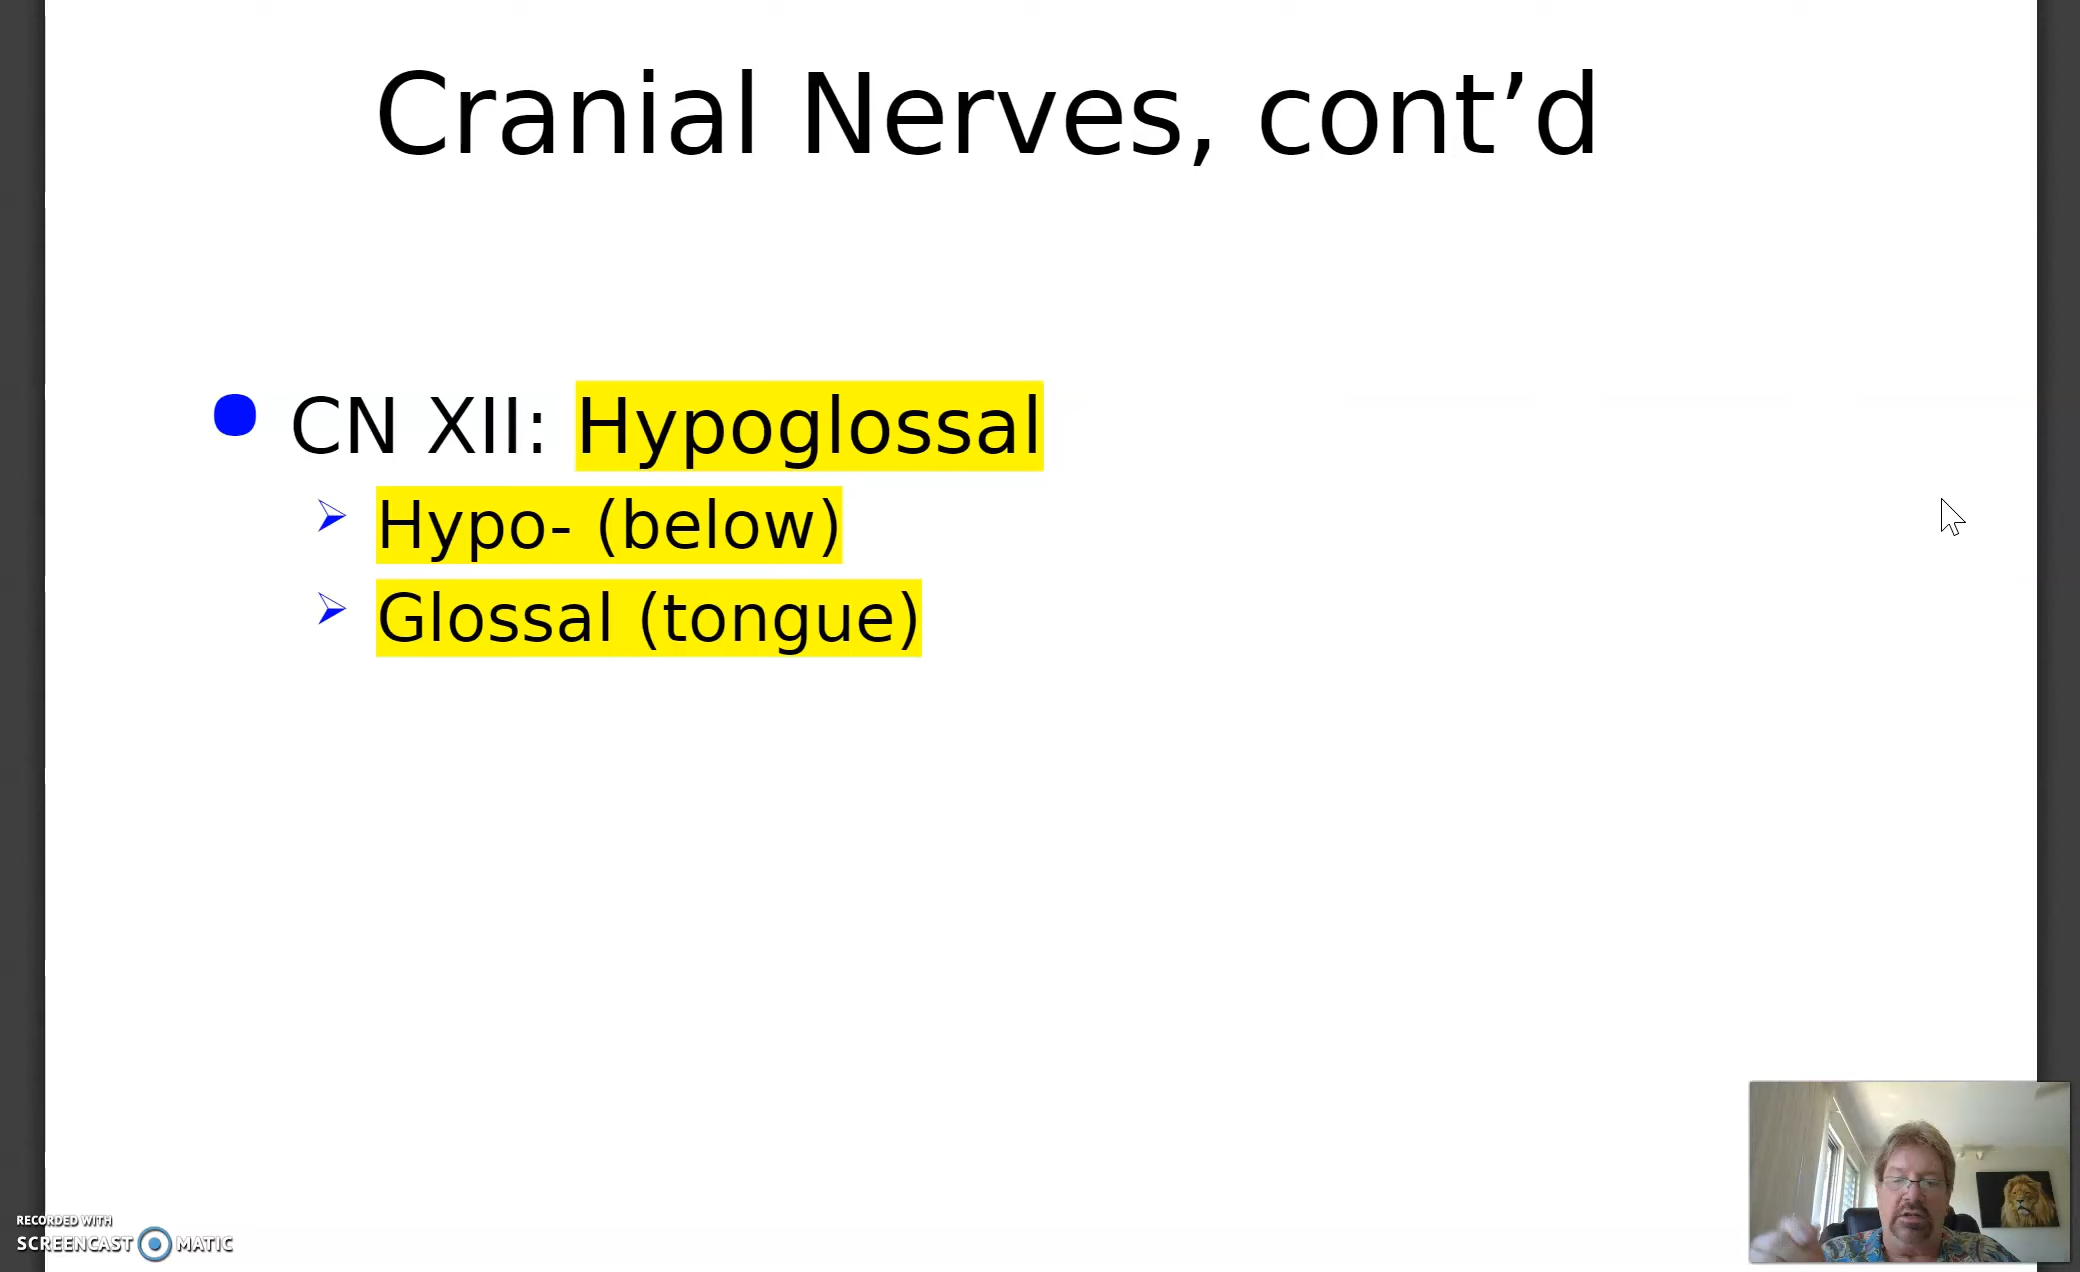 Cranial Nerves, cont’d
CN XII: Hypoglossal
Hypo- (below)
Glossal (tongue)
RECORDED WITH
SCREENCAST MATIC